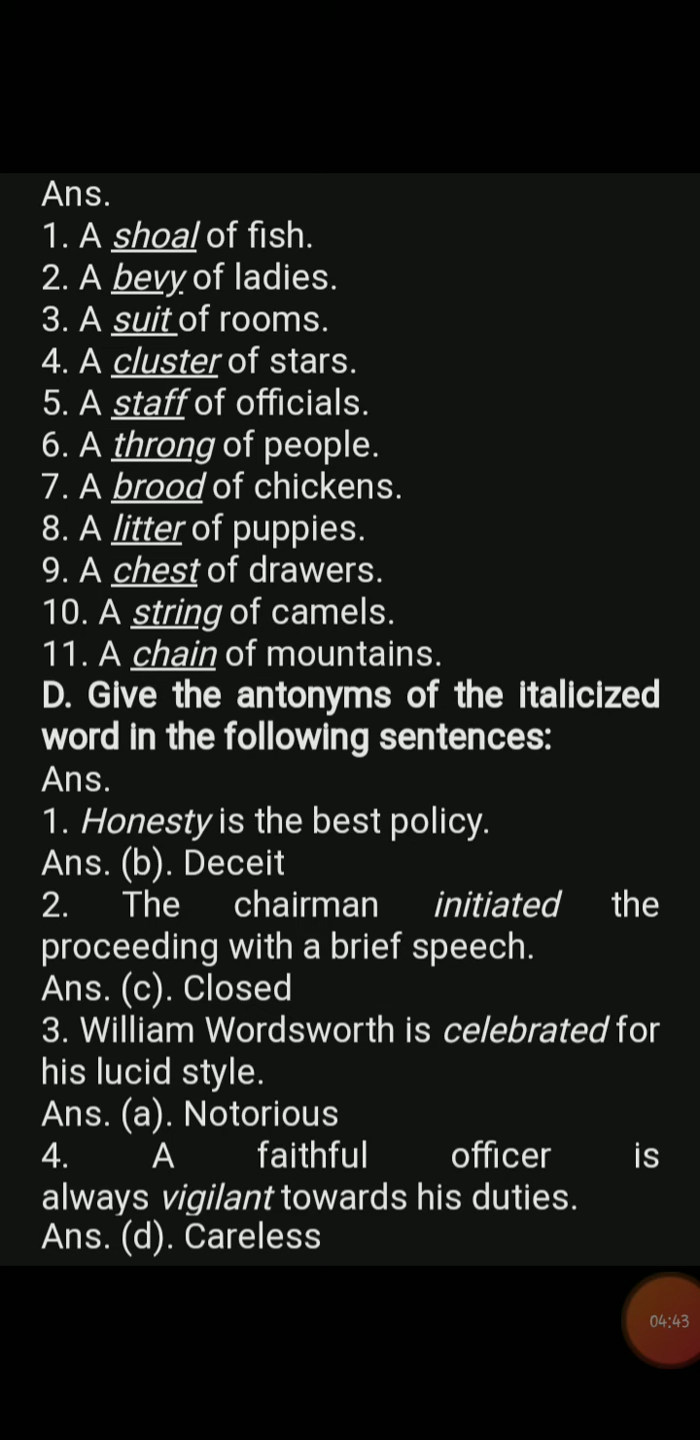 Ans.
1. A shoal of fish.
2. A bevy of ladies.
3. A suit of rooms.
4. A cluster of stars.
5. A staff of officials.
6. A throng of people.
7. A brood of chickens.
8. A litter of puppies.
9. A chest of drawers.
10. A string of camels.
11. A chain of mountains.
D. Give the antonyms of the italicized
word in the following sentences:
Ans.
1. Honesty is the best policy.
Ans. (b). Deceit
2. The chairman initiated the
proceeding with a brief speech.
Ans. (c). Closed
3. William Wordsworth is celebrated for
his lucid style.
Ans. (a). Notorious
4. A faithful officer is
always vigilant towards his duties.
Ans. (d). Careless
04:43